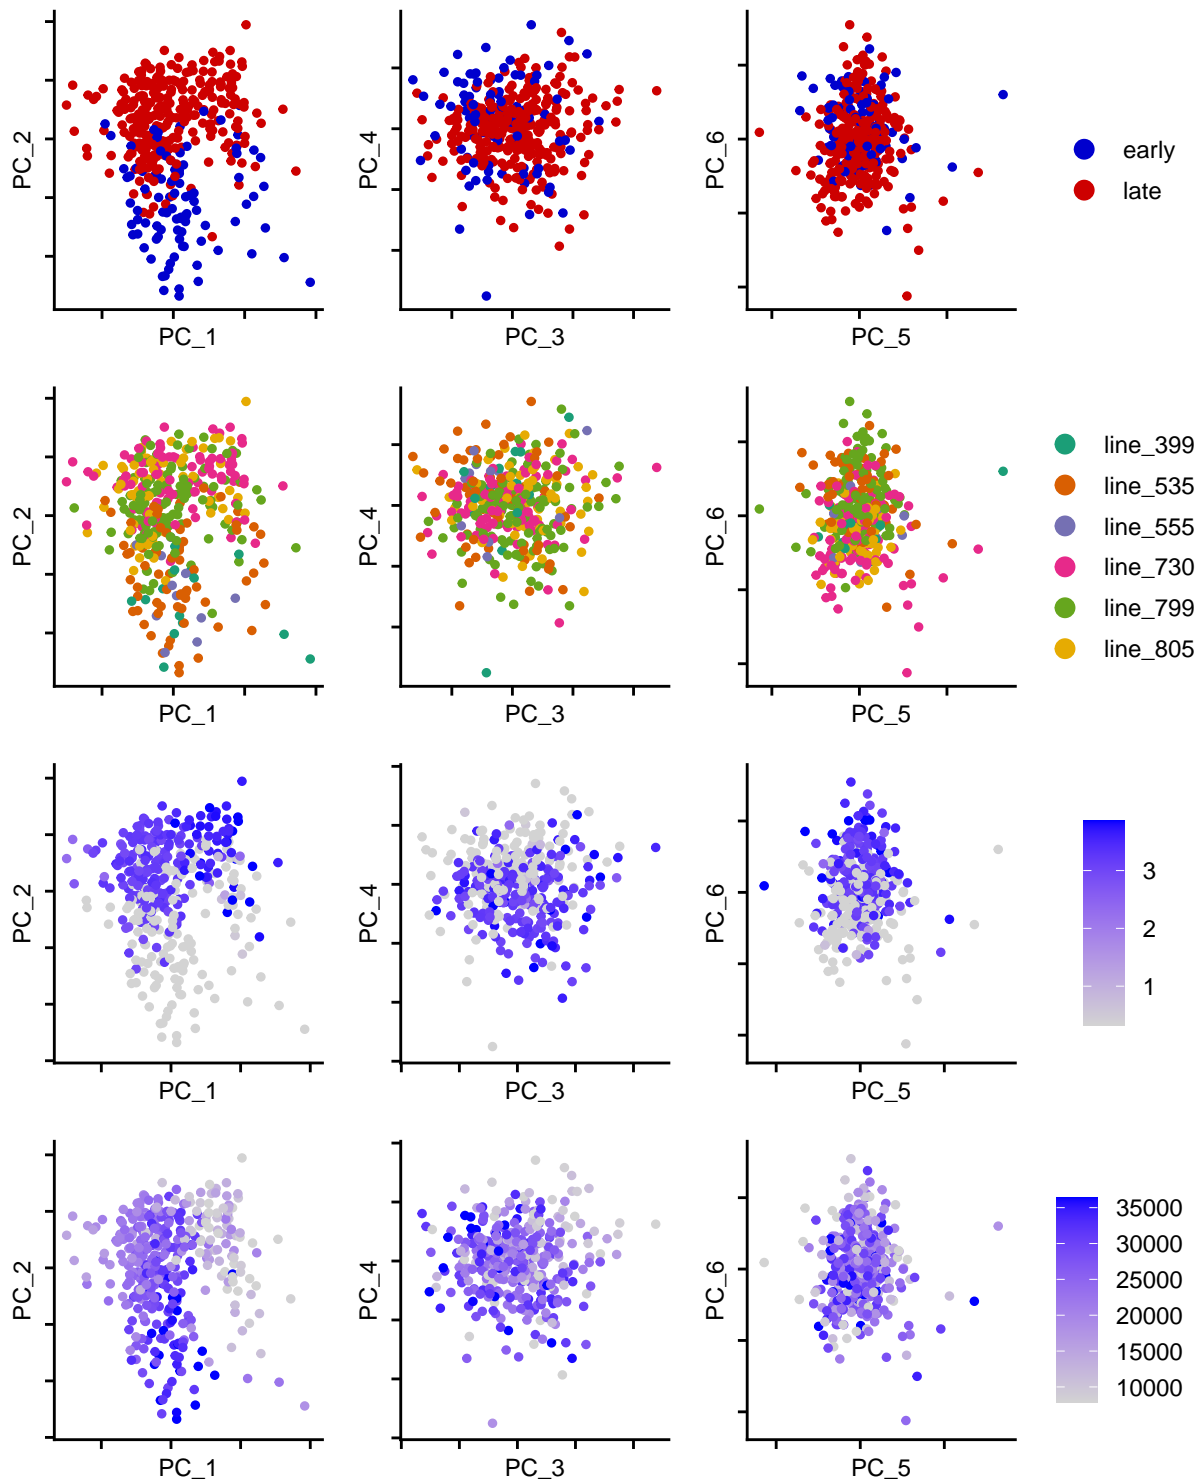 PC_2
PC_1
PC_4
PC_3
PC_6
PC_5
early
late
PC_2
PC_1
PC_4
PC_3
PC_6
PC_5
line_399
line_535
line_555
line_730
line_799
line_805
PC_2
PC_1
PC_4
PC_3
PC_6
PC_5
3
2
1
PC_2
PC_1
PC_4
PC_3
PC_6
PC_5
35000
30000
25000
20000
15000
10000